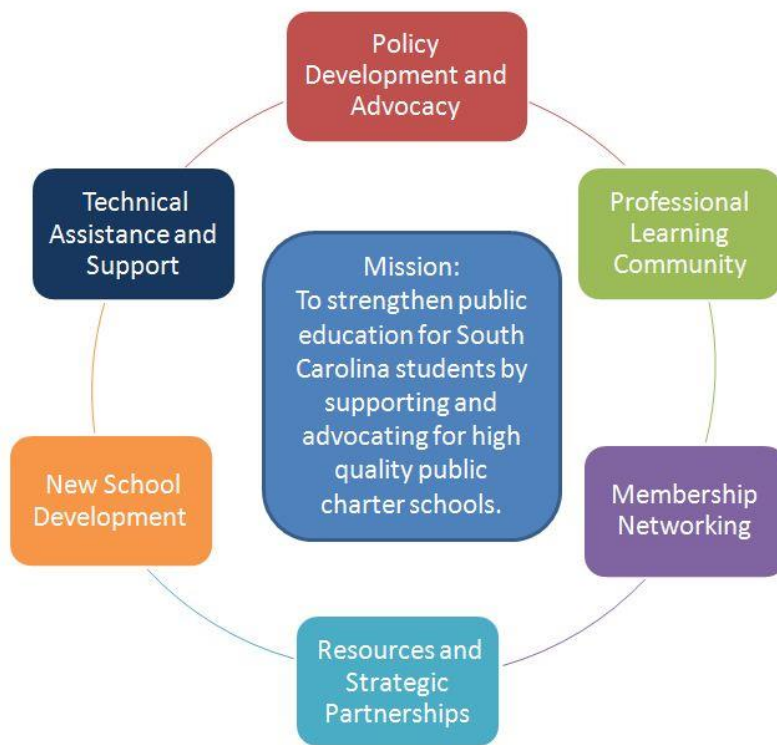 Policy
Development and
Advocacy
Professional
Learning
Community
Membership
Networking
Resources and
Strategic
Partnerships
New School
Development
Technical
Assistance and
Support
Mission:
To strengthen public
education for South
Carolina students by
supporting and
advocating for high
quality public
charter schools.